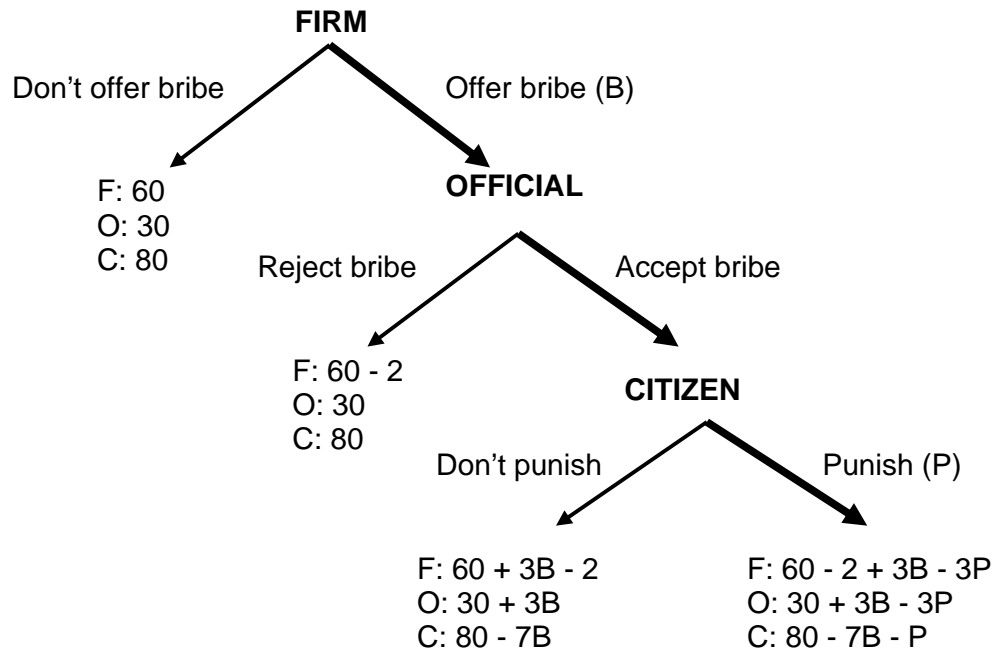 FIRM
Don’t offer bribe
Offer bribe (B)
F: 60
O: 30
C: 80
OFFICIAL
Reject bribe
Accept bribe
F: 60 - 2
O: 30
C: 80
CITIZEN
Don’t punish
Punish (P)
F: 60 + 3B - 2
O: 30 + 3B
C: 80 - 7B
F: 60 - 2 + 3B - 3P
O: 30 + 3B - 3P
C: 80 - 7B - P